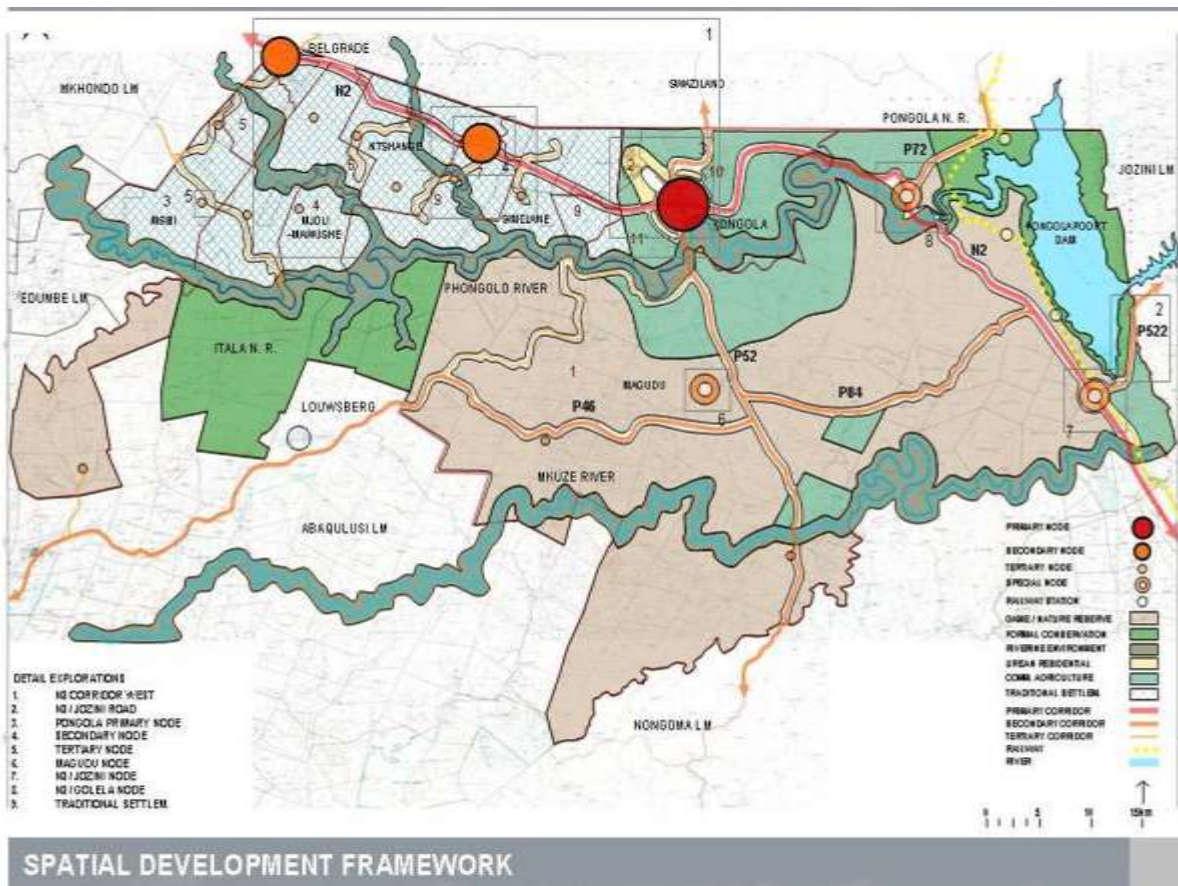 1
BELGRADE
MKHONDO LM
N2
SWAZILAND
PONGOLA N. R.
5
3
P72
JOZINI LM
NTSHANGE
10
5
4
3
5
4
MSIBI
9
SIMELANE
9
PONGOLA
PONGOLAPOORT
DAM
11
8
N2
EDUMBE LM
PHONGOLO RIVER
2
P522
ITALA N. R.
P52
1
MAGUDU
LOUWSBERG
P46
P84
6
7
MKUZE RIVER
ABAQULUSI LM
NONGOMA LM
PRIMARY NODE
SECONDARY NODE
TERTIARY NODE
SPECIAL NODE
RAILWAY STATION
GAME / NATURE RESERVE
FORMAL CONSERVATION
RIVERINE ENVIRONMENT
URBAN RESIDENTIAL
COMM. AGRICULTURE
TRADITIONAL SETTLEM.
PRIMARY CORRIDOR
SECONDARY CORRIDOR
TERTIARY CORRIDOR
RAILWAY
RIVER
0 5 10 15km
DETAIL EXPLORATIONS
1. N2 CORRIDOR WEST
2. N2 / JOZINI ROAD
3. PONGOLA PRIMARY NODE
4. SECONDARY NODE
5. TERTIARY NODE
6. MAGUDU NODE
7. N2 / JOZINI NODE
8. N2 / GOLELA NODE
9. TRADITIONAL SETTLEM.
SPATIAL DEVELOPMENT FRAMEWORK